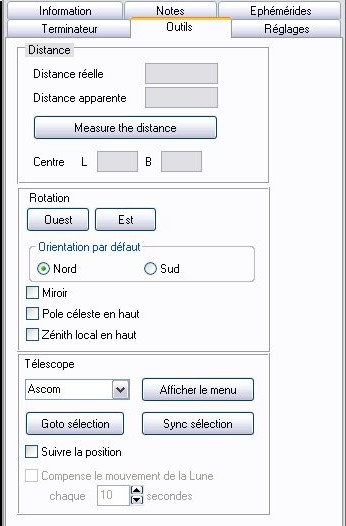 Information Notes Ephémérides
Terminateur Outils Réglages
Distance
Distance réelle
Distance apparente
Measure the distance
Centre L B
Rotation
Ouest Est
Orientation par défaut
Nord Sud
Miroir
Pole céleste en haut
Zénith local en haut
Télescope
Ascom Afficher le menu
Goto sélection Sync sélection
Suivre la position
Compense le mouvement de la Lune
chaque 10 secondes